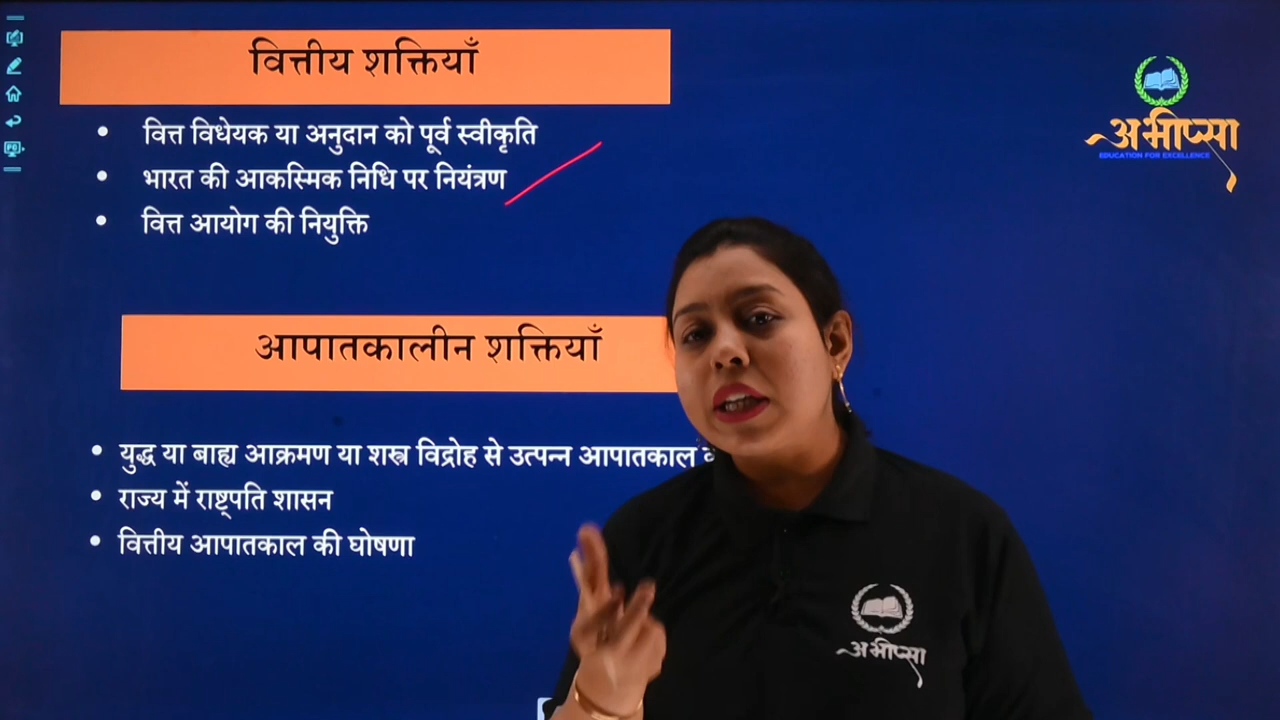 वित्तीय शक्तियाँ
• वित्त विधेयक या अनुदान को पूर्व स्वीकृति
• भारत की आकस्मिक निधि पर नियंत्रण
• वित्त आयोग की नियुक्ति
अभीप्सा
EDUCATION FOR EXCELLENCE
आपातकालीन शक्तियाँ
• युद्ध या बाह्य आक्रमण या शस्त्र विद्रोह से उत्पन्न आपातकाल
• राज्य में राष्ट्रपति शासन
• वित्तीय आपातकाल की घोषणा
अभीप्सा